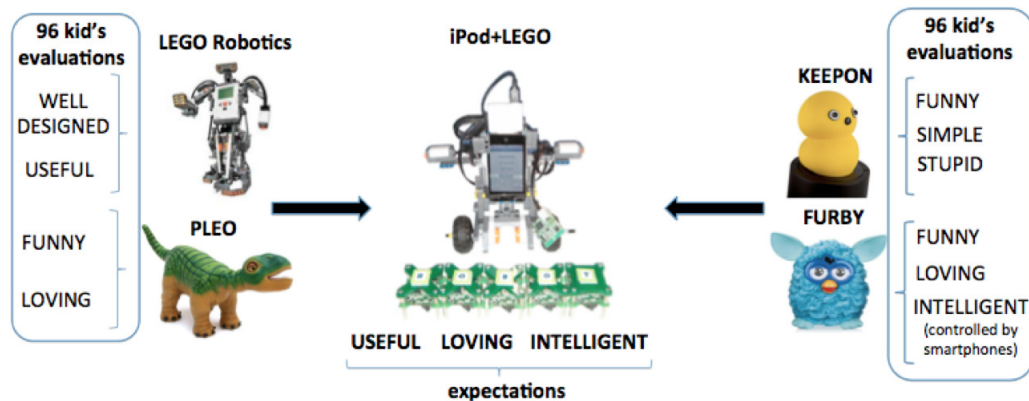 96 kid's
evaluations
WELL
DESIGNED
USEFUL
FUNNY
LOVING
LEGO Robotics
PLEO
iPod+LEGO
USEFUL LOVING INTELLIGENT
expectations
KEEPON
FURBY
96 kid's
evaluations
FUNNY
SIMPLE
STUPID
FUNNY
LOVING
INTELLIGENT
(controlled by
smartphones)